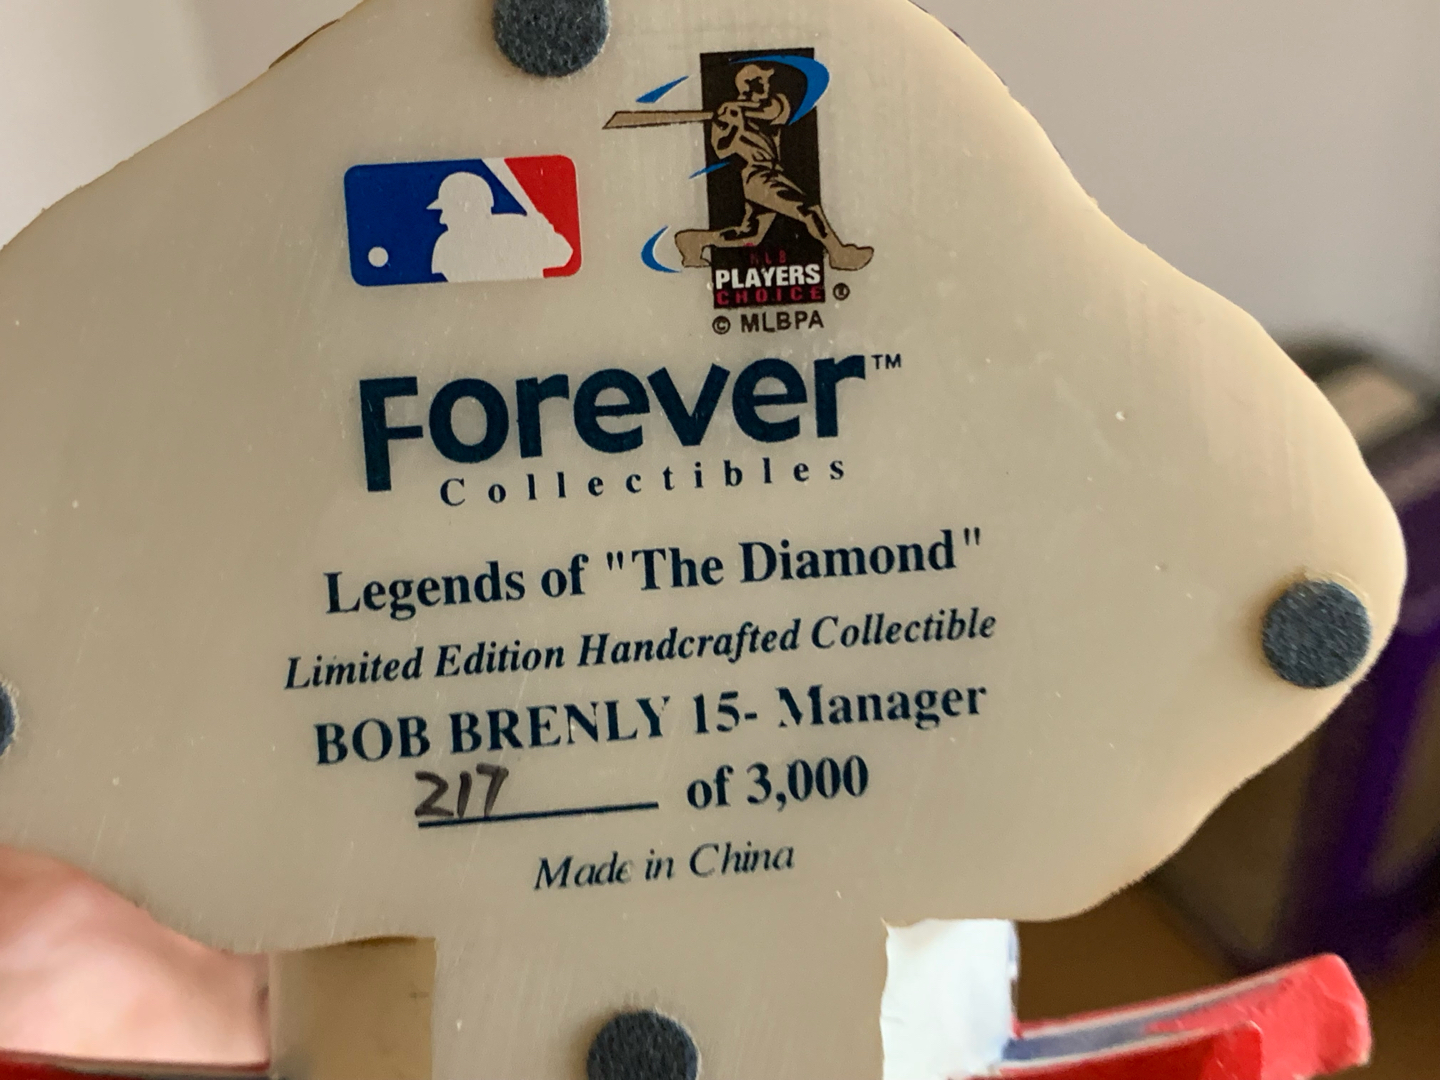 MLB
PLAYERS
CHOICE ®
© MLBPA
Forever™
Collectibles
Legends of "The Diamond"
Limited Edition Handcrafted Collectible
BOB BRENLY 15- Manager
217 of 3,000
Made in China